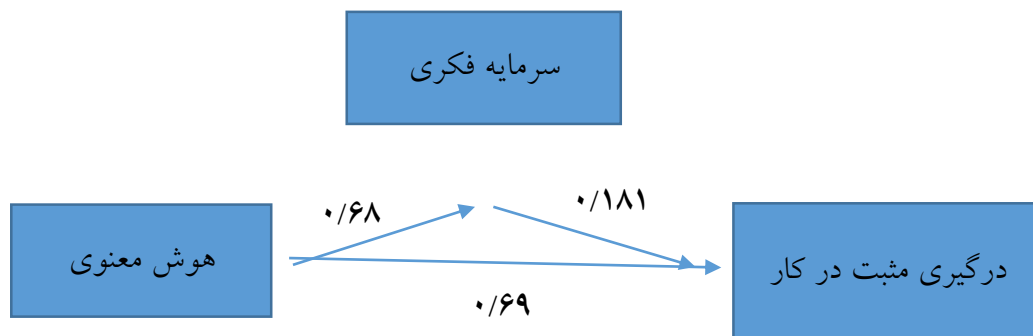 سرمایه فکری
۰/۶۸
۰/۱۸۱
هوش معنوی
درگیری مثبت در کار
۰/۶۹